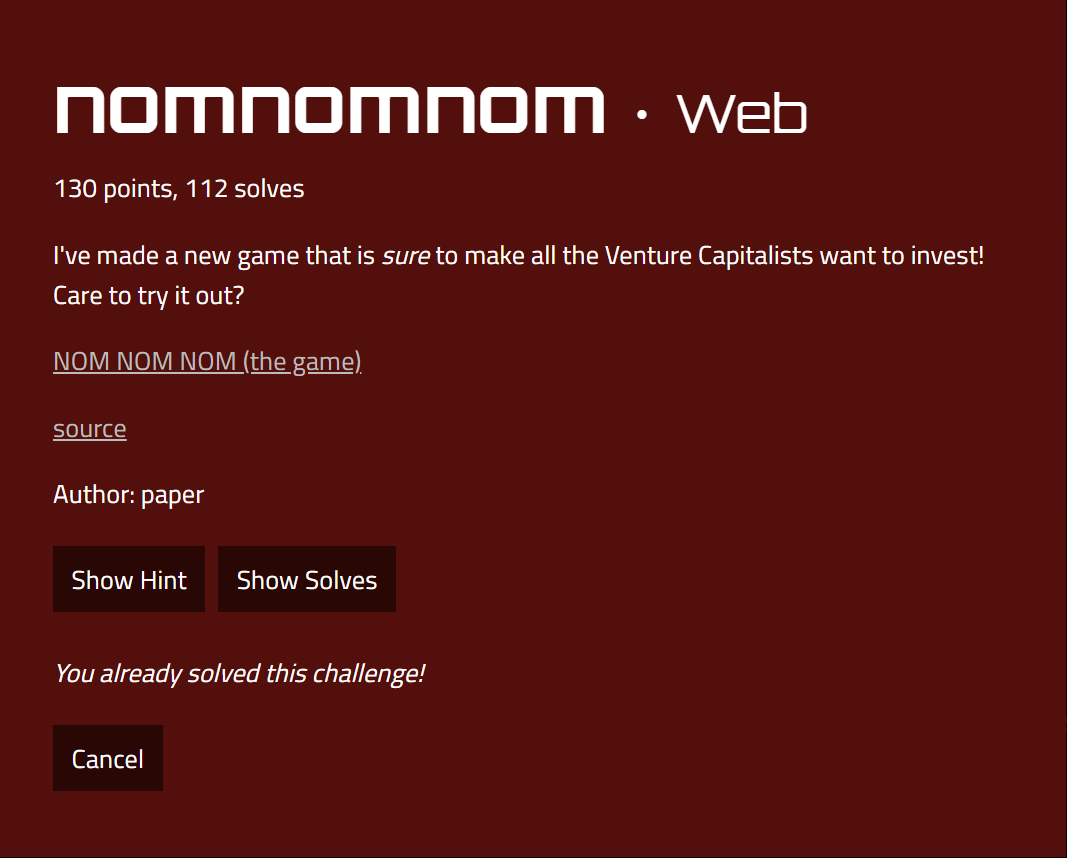 nomnomnom · Web
130 points, 112 solves
I've made a new game that is sure to make all the Venture Capitalists want to invest!
Care to try it out?
NOM NOM NOM (the game)
source
Author: paper
Show Hint Show Solves
You already solved this challenge!
Cancel